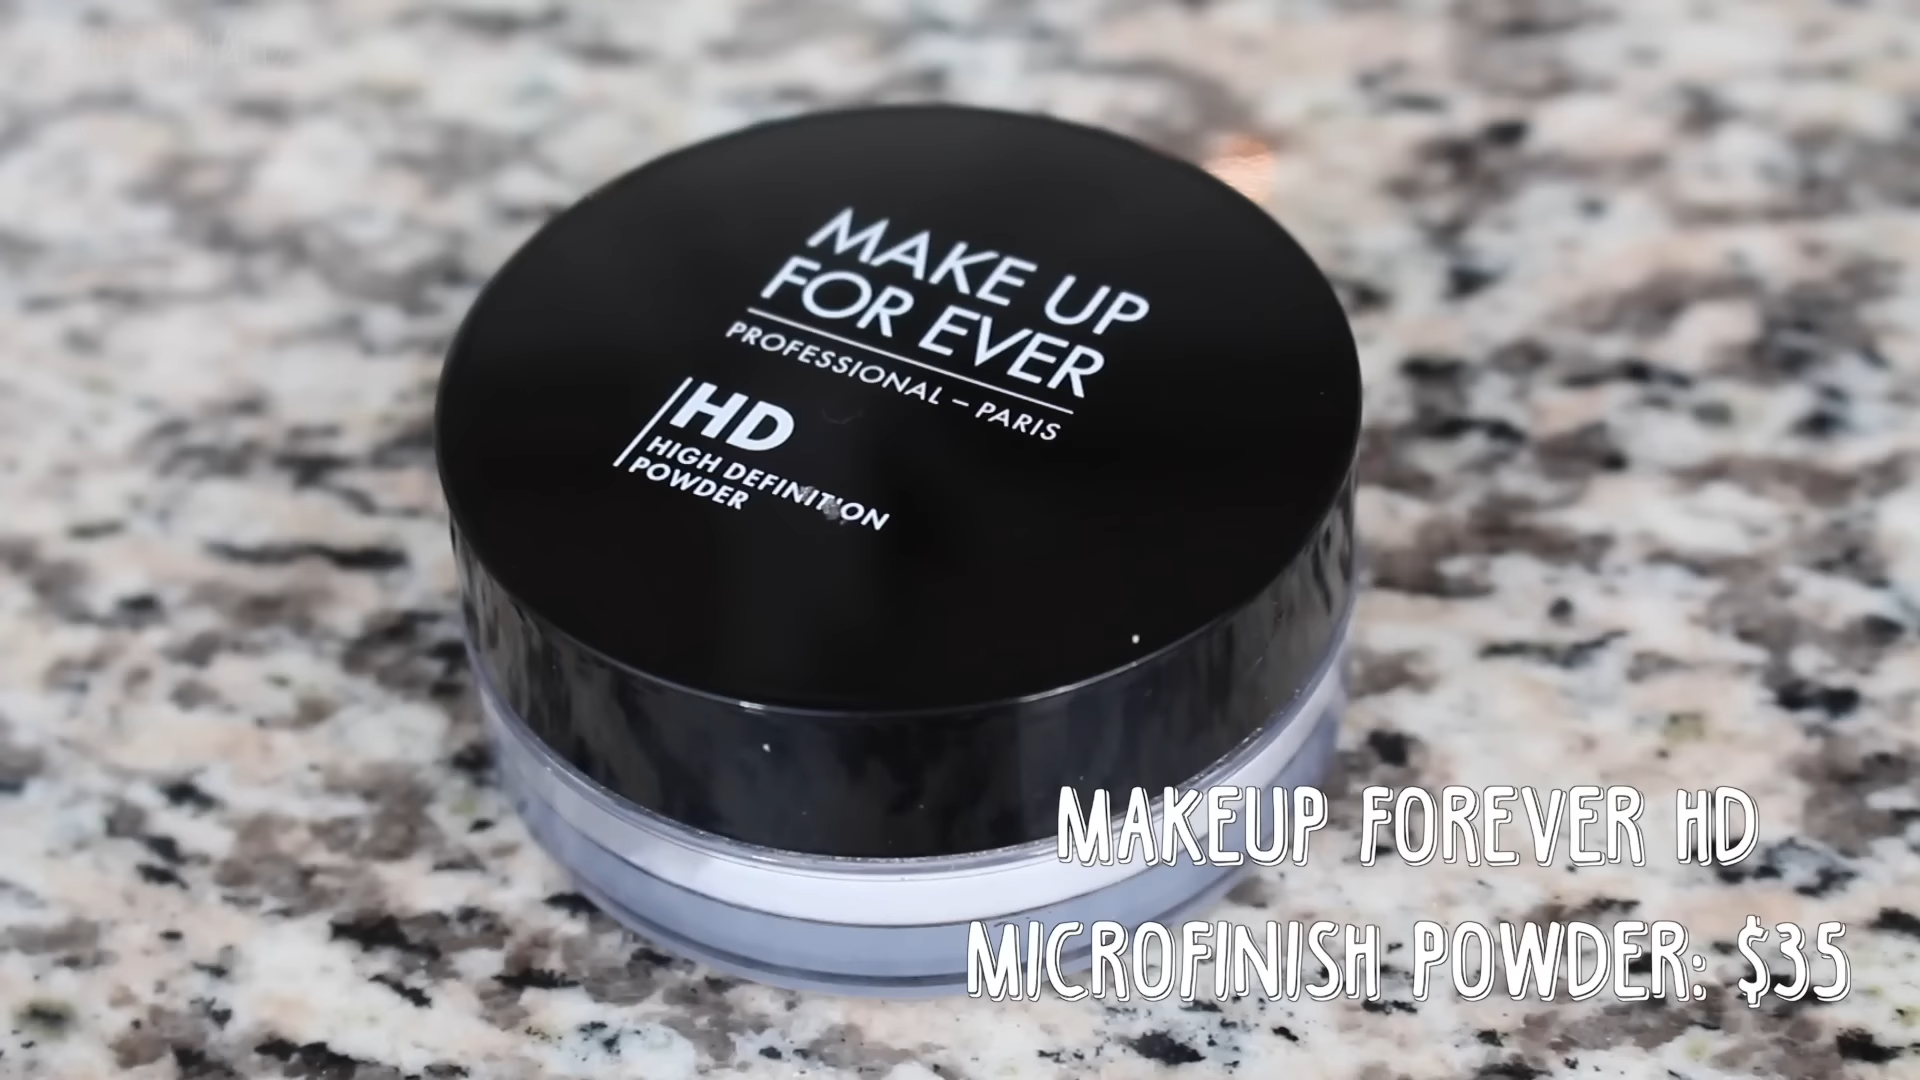 MAKE UP
FOR EVER
PROFESSIONAL – PARIS
HD
HIGH DEFINITION
POWDER
MAKEUP FOREVER HD
MICROFINISH POWDER: $35